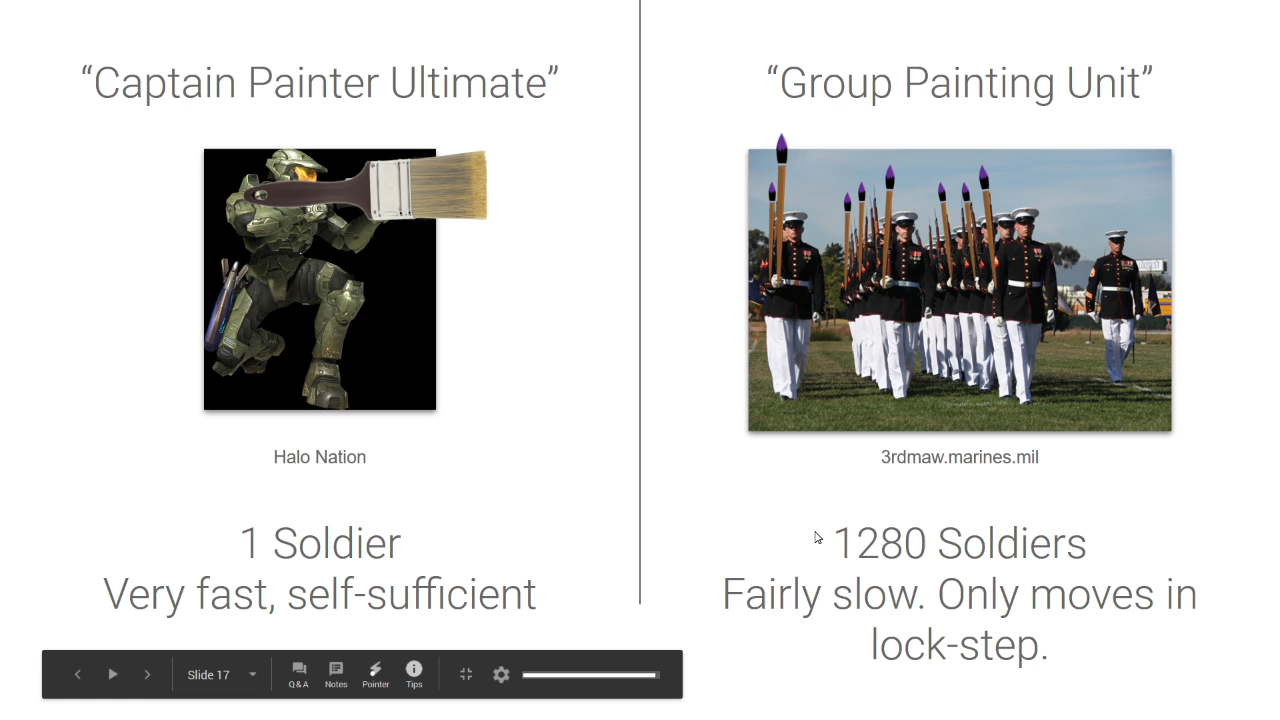 “Captain Painter Ultimate”
Halo Nation
1 Soldier
Very fast, self-sufficient
“Group Painting Unit”
3rdmaw.marines.mil
1280 Soldiers
Fairly slow. Only moves in
lock-step.
Slide 17
Q & A
Notes
Pointer
Tips